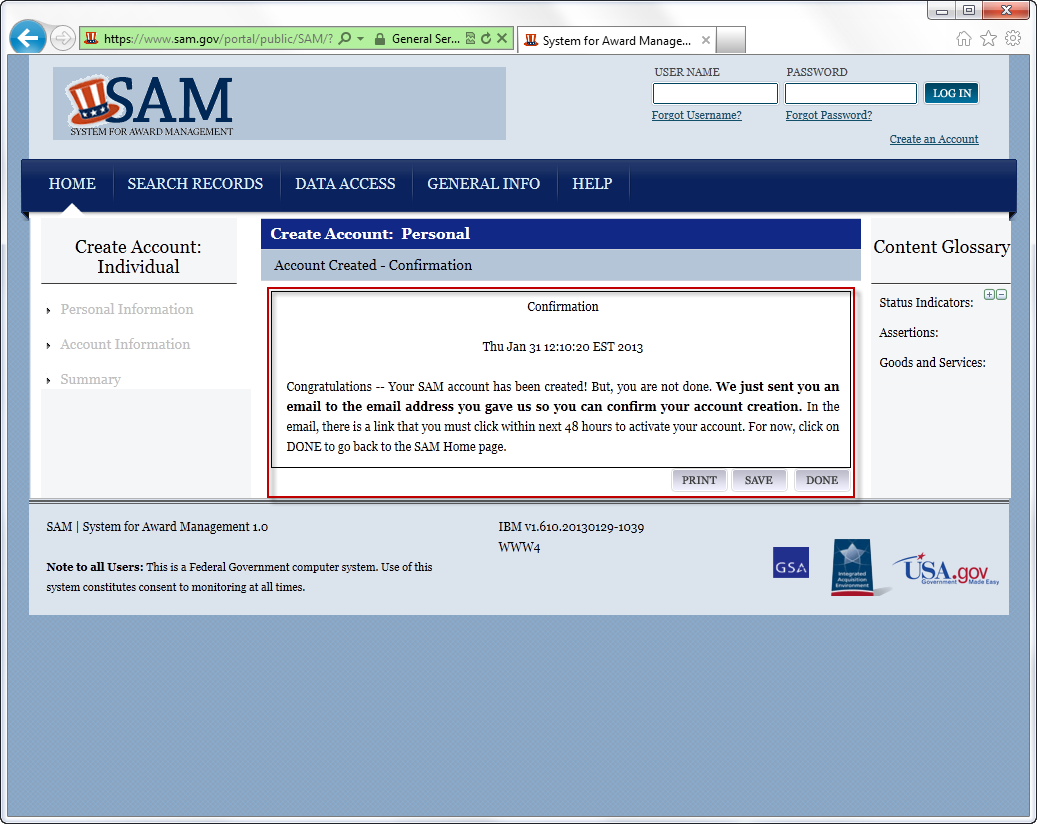 https://www.sam.gov/portal/public/SAM/?
General Ser...
System for Award Manage...
SAM
SYSTEM FOR AWARD MANAGEMENT
USER NAME
PASSWORD
LOG IN
Forgot Username?
Forgot Password?
Create an Account
HOME
SEARCH RECORDS
DATA ACCESS
GENERAL INFO
HELP
Create Account:
Individual
Personal Information
Account Information
Summary
Create Account: Personal
Account Created - Confirmation
Confirmation
Thu Jan 31 12:10:20 EST 2013
Congratulations -- Your SAM account has been created! But, you are not done. We just sent you an
email to the email address you gave us so you can confirm your account creation. In the
email, there is a link that you must click within next 48 hours to activate your account. For now, click on
DONE to go back to the SAM Home page.
PRINT
SAVE
DONE
Content Glossary
Status Indicators:
Assertions:
Goods and Services:
SAM | System for Award Management 1.0
Note to all Users: This is a Federal Government computer system. Use of this
system constitutes consent to monitoring at all times.
IBM v1.610.20130129-1039
WWW4
GSA
Integrated
Acquisition
Environment
USA.gov
Government Made Easy